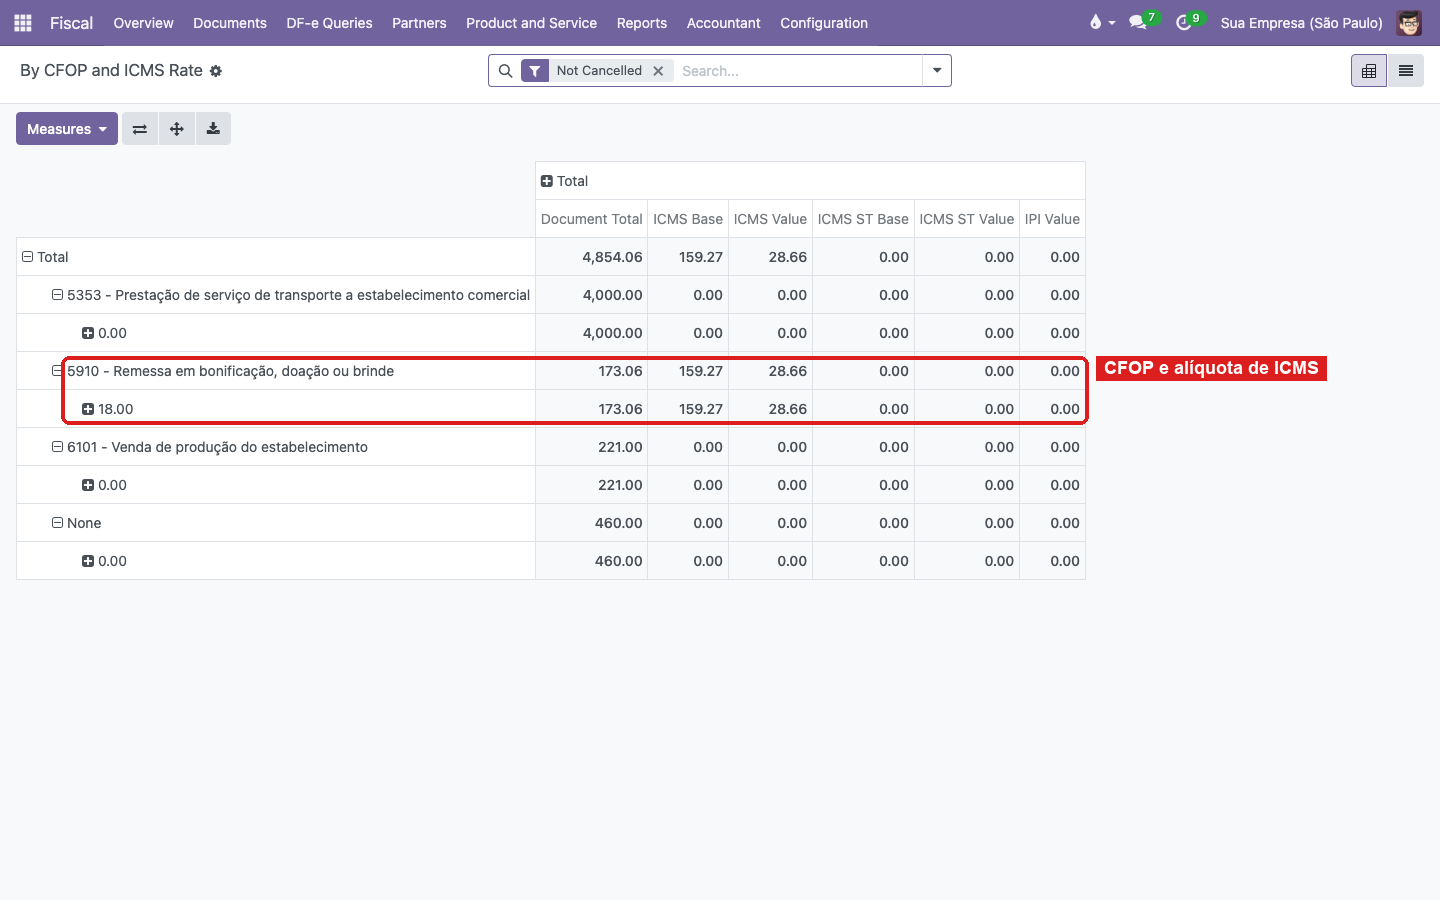 Fiscal Overview Documents DF-e Queries Partners Product and Service Reports Accountant Configuration 7 9 Sua Empresa (São Paulo)
By CFOP and ICMS Rate Not Cancelled Search...
Measures
Total
Document Total ICMS Base ICMS Value ICMS ST Base ICMS ST Value IPI Value
Total 4,854.06 159.27 28.66 0.00 0.00 0.00
5353 - Prestação de serviço de transporte a estabelecimento comercial 4,000.00 0.00 0.00 0.00 0.00 0.00
0.00 4,000.00 0.00 0.00 0.00 0.00 0.00
5910 - Remessa em bonificação, doação ou brinde 173.06 159.27 28.66 0.00 0.00 0.00 CFOP e alíquota de ICMS
18.00 173.06 159.27 28.66 0.00 0.00 0.00
6101 - Venda de produção do estabelecimento 221.00 0.00 0.00 0.00 0.00 0.00
0.00 221.00 0.00 0.00 0.00 0.00 0.00
None 460.00 0.00 0.00 0.00 0.00 0.00
0.00 460.00 0.00 0.00 0.00 0.00 0.00